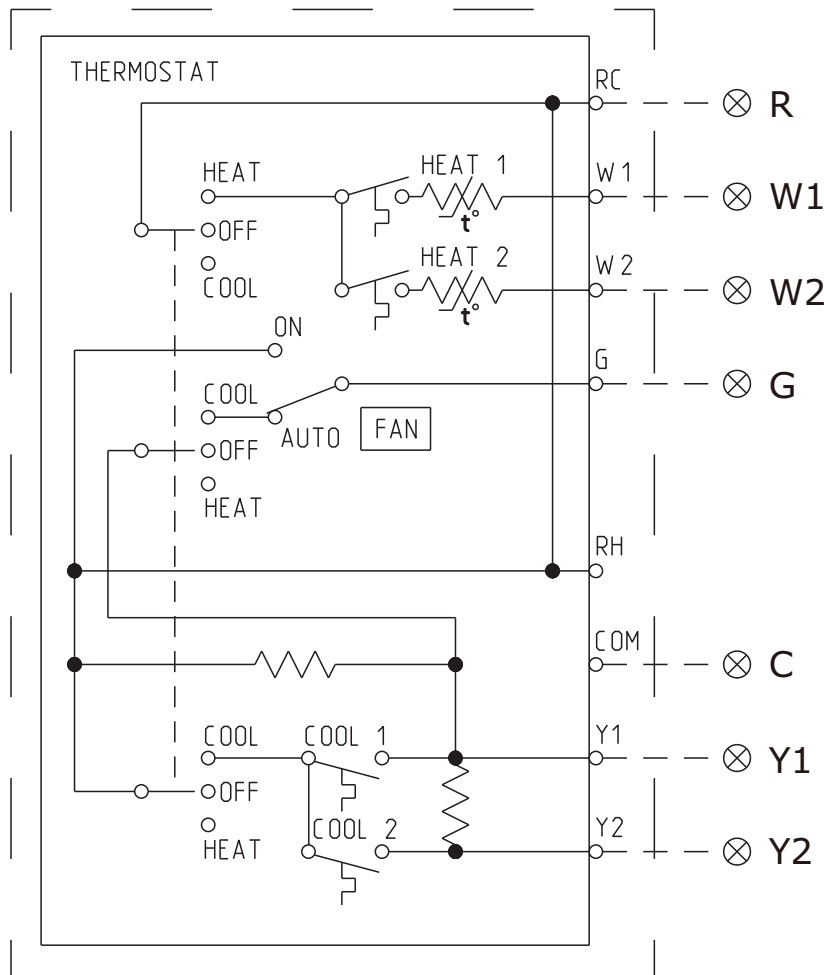 THERMOSTAT
RC
R
HEAT
HEAT 1
W1
W1
t°
OFF
HEAT 2
W2
W2
COOL
t°
ON
G
G
COOL
AUTO
FAN
OFF
HEAT
RH
COM
C
COOL
COOL 1
Y1
Y1
OFF
COOL 2
Y2
Y2
HEAT